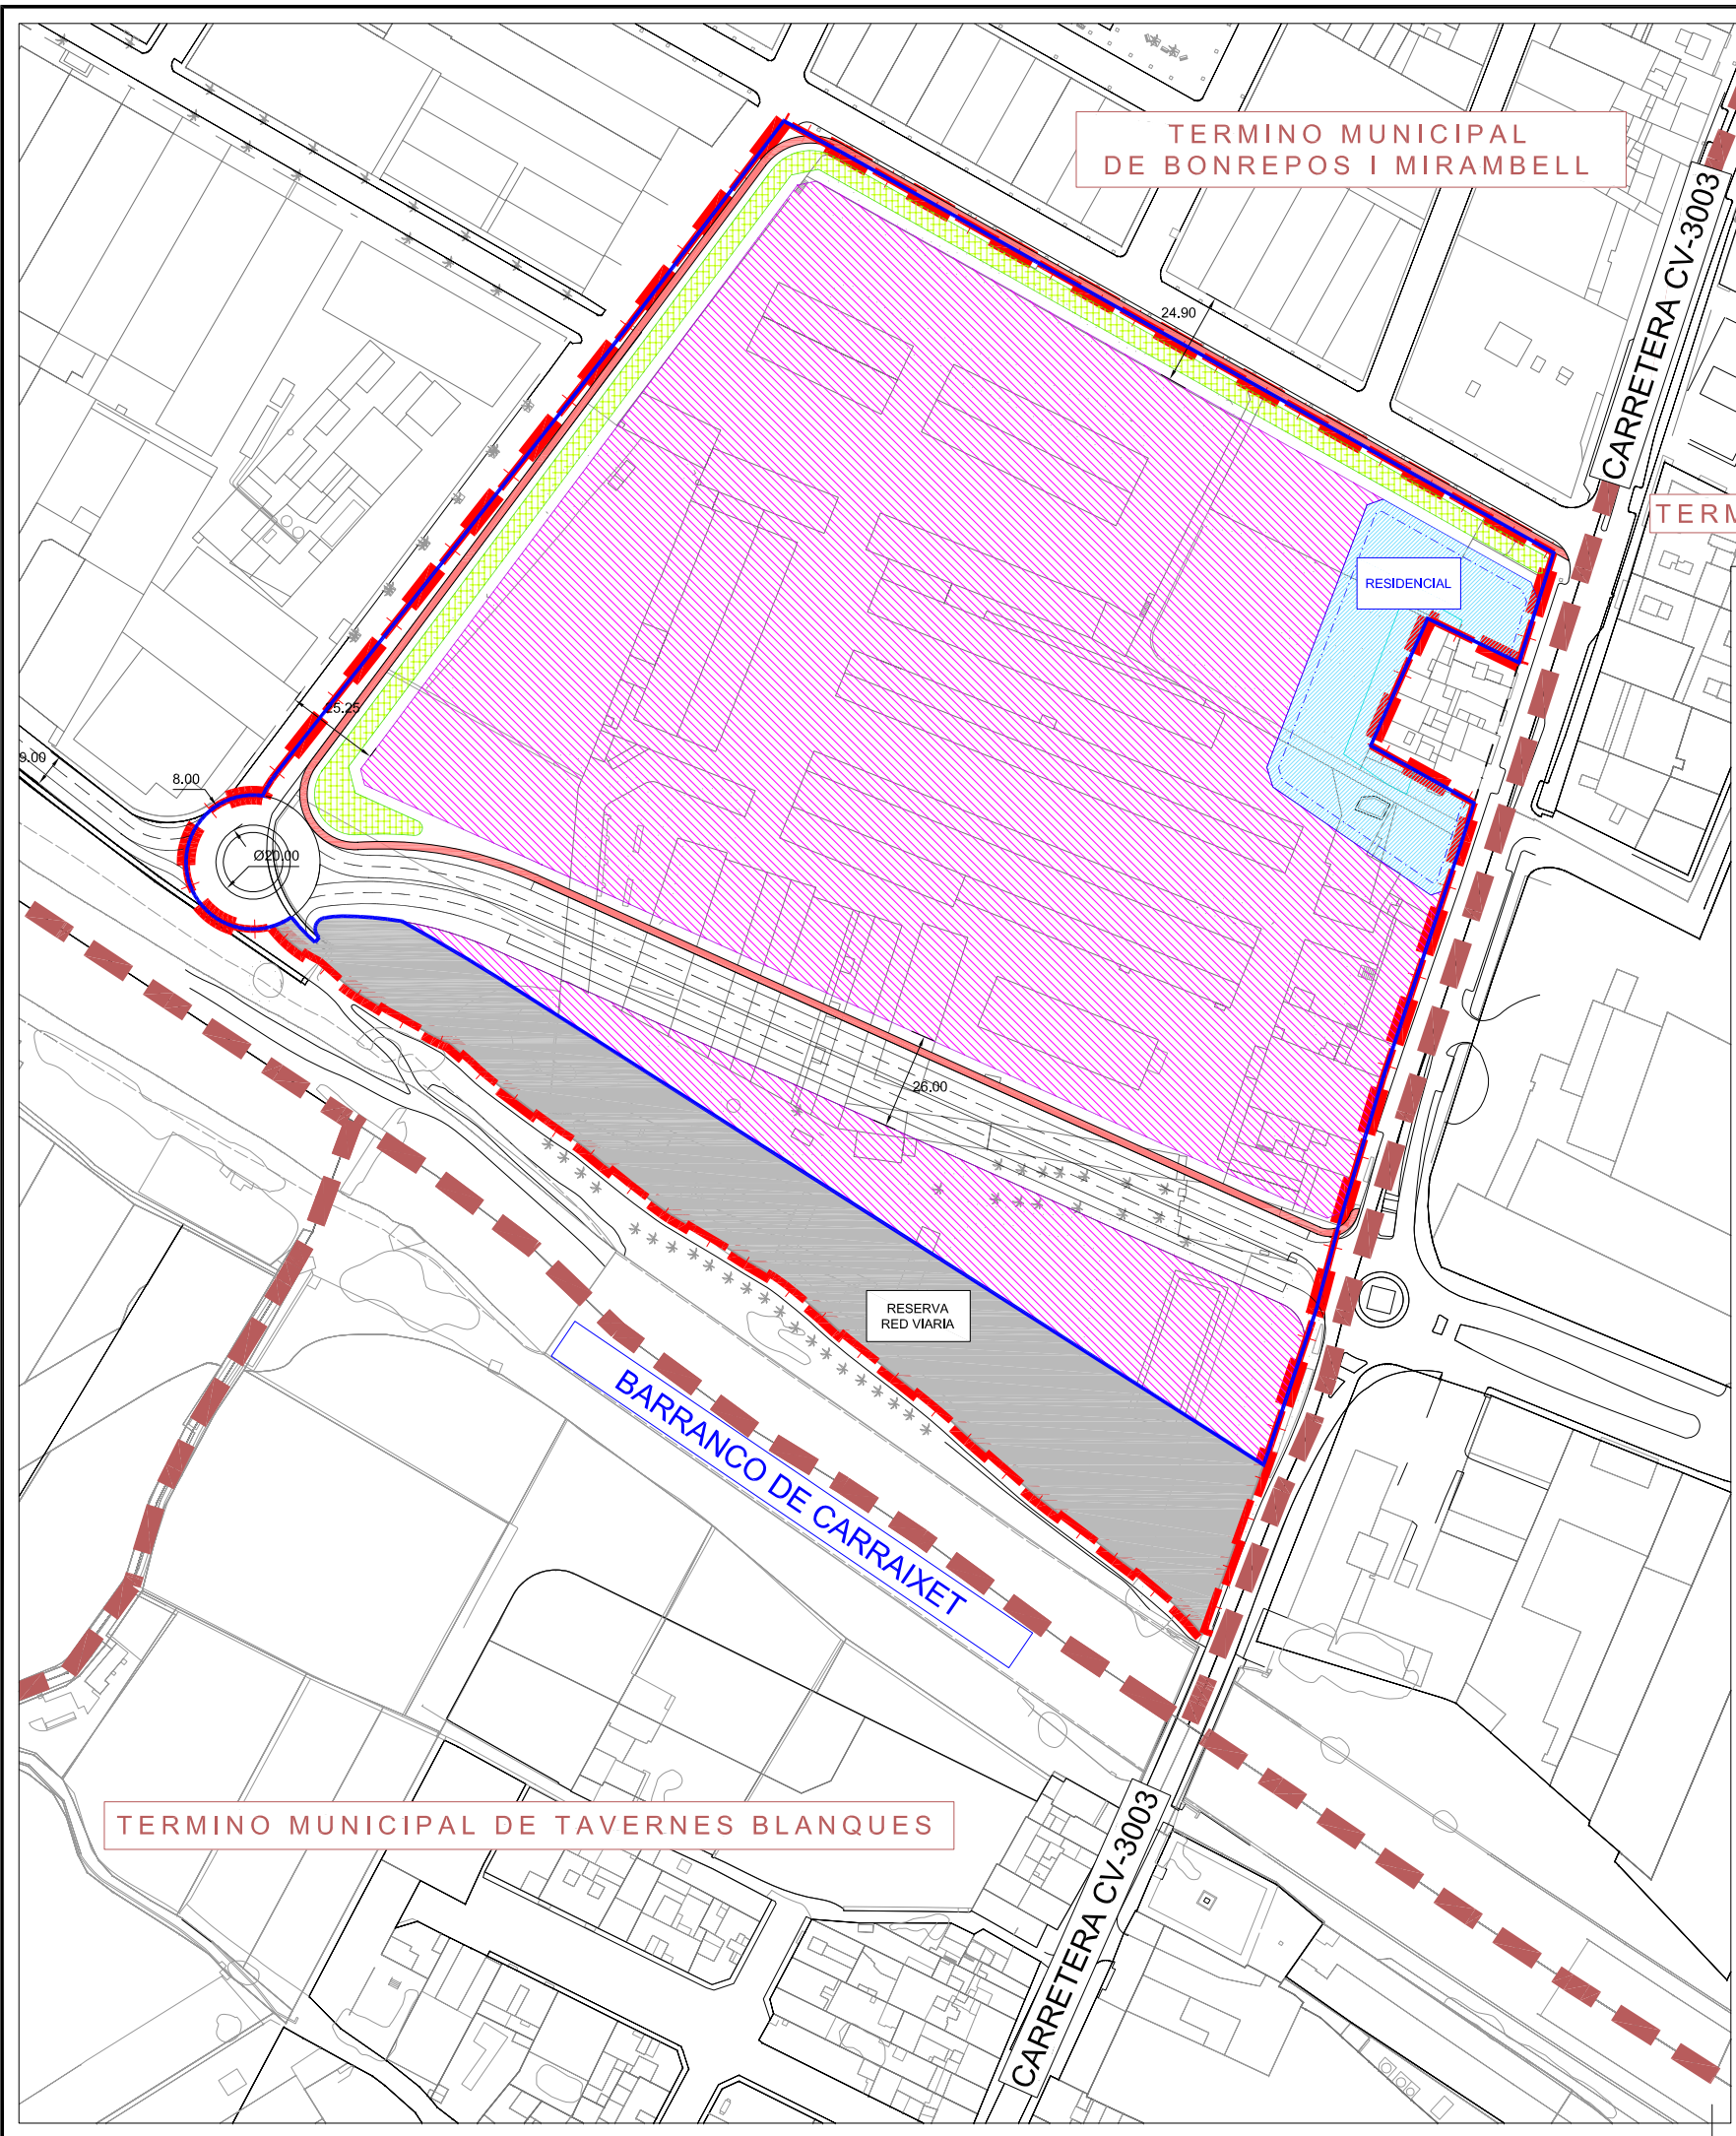 TERMINO MUNICIPAL
DE BONREPOS I MIRAMBELL
CARRETERA CV-3003
24.90
TERM
RESIDENCIAL
25.25
9.00
8.00
Ø20.00
26.00
RESERVA
RED VIARIA
BARRANCO DE CARRAIXET
TERMINO MUNICIPAL DE TAVERNES BLANQUES
CARRETERA CV-3003